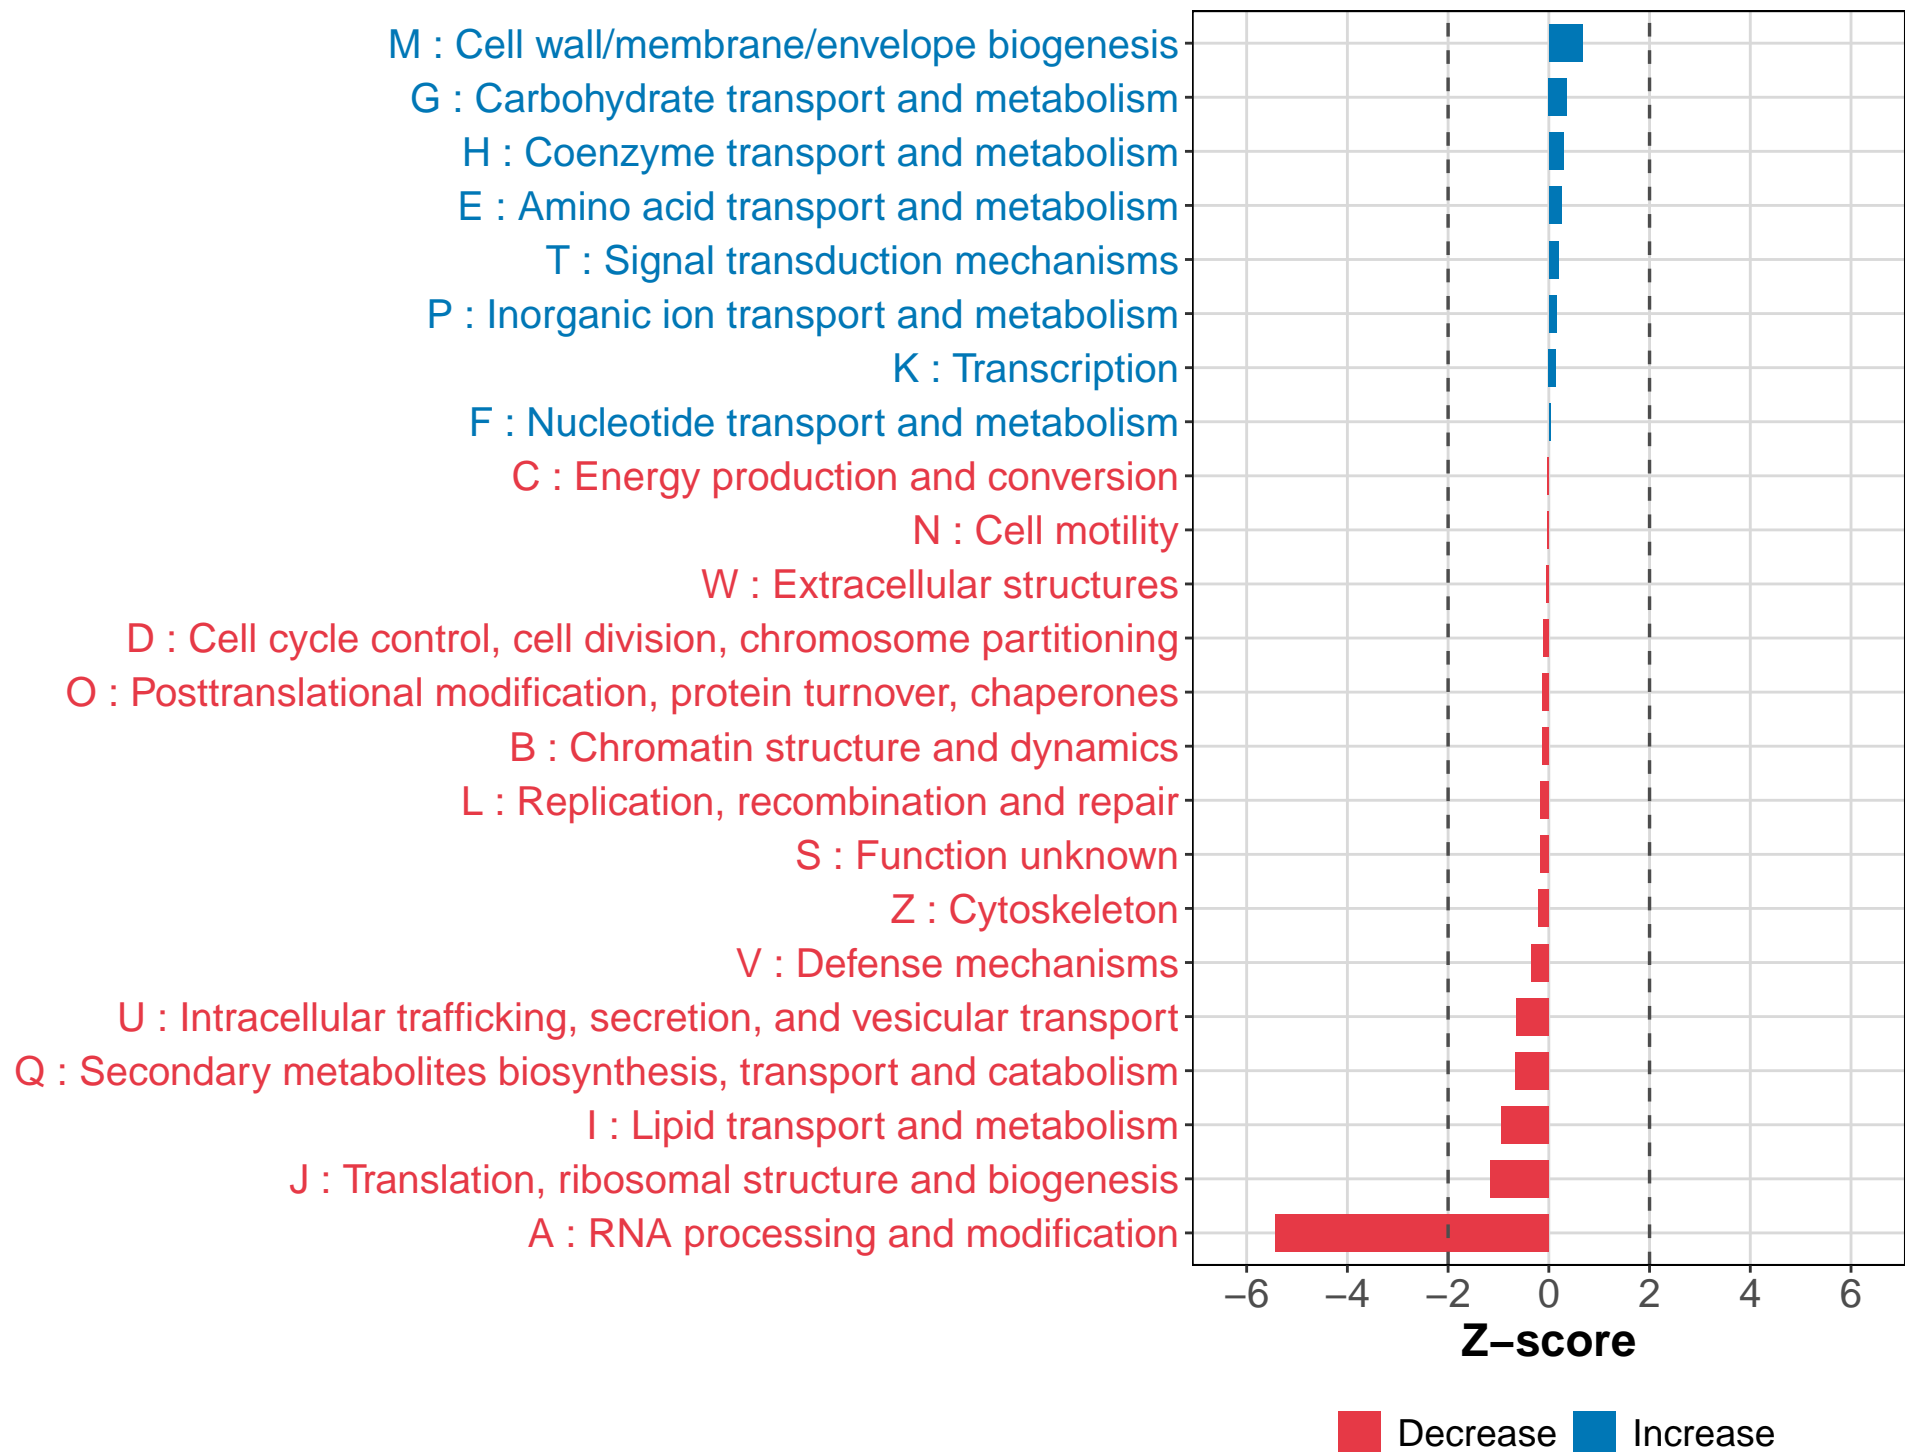 M : Cell wall/membrane/envelope biogenesis
G : Carbohydrate transport and metabolism
H : Coenzyme transport and metabolism
E : Amino acid transport and metabolism
T : Signal transduction mechanisms
P : Inorganic ion transport and metabolism
K : Transcription
F : Nucleotide transport and metabolism
C : Energy production and conversion
N : Cell motility
W : Extracellular structures
D : Cell cycle control, cell division, chromosome partitioning
O : Posttranslational modification, protein turnover, chaperones
B : Chromatin structure and dynamics
L : Replication, recombination and repair
S : Function unknown
Z : Cytoskeleton
V : Defense mechanisms
U : Intracellular trafficking, secretion, and vesicular transport
Q : Secondary metabolites biosynthesis, transport and catabolism
I : Lipid transport and metabolism
J : Translation, ribosomal structure and biogenesis
A : RNA processing and modification
−6 −4 −2 0 2 4 6
Z−score
Decrease Increase